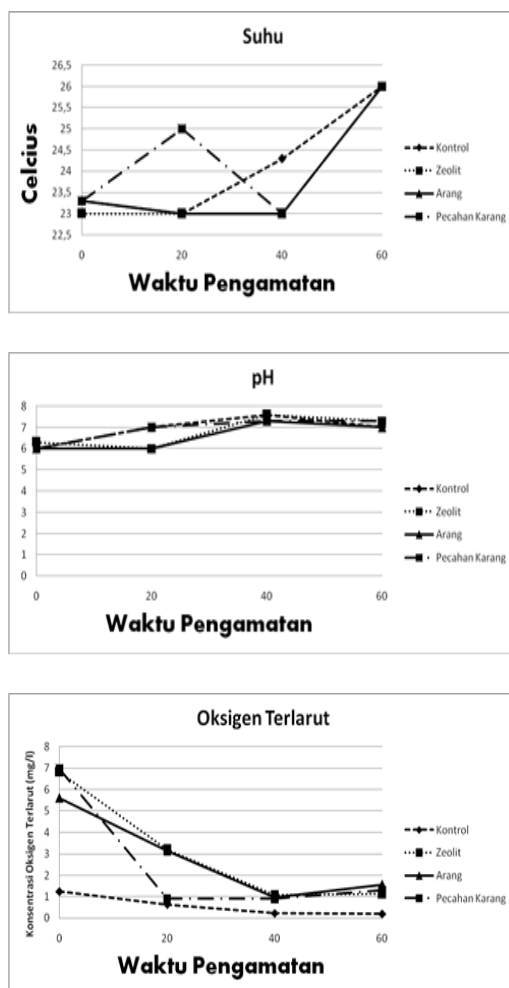 Suhu
26,5
26
25,5
25
24,5
24
23,5
23
22,5
Celcius
0 20 40 60
Waktu Pengamatan
Kontrol
Zeolit
Arang
Pecahan Karang
pH
8
7
6
5
4
3
2
1
0
0 20 40 60
Waktu Pengamatan
Kontrol
Zeolit
Arang
Pecahan Karang
Oksigen Terlarut
Konsentrasi Oksigen Terlarut (mg/l)
8
7
6
5
4
3
2
1
0
0 20 40 60
Waktu Pengamatan
Kontrol
Zeolit
Arang
Pecahan Karang